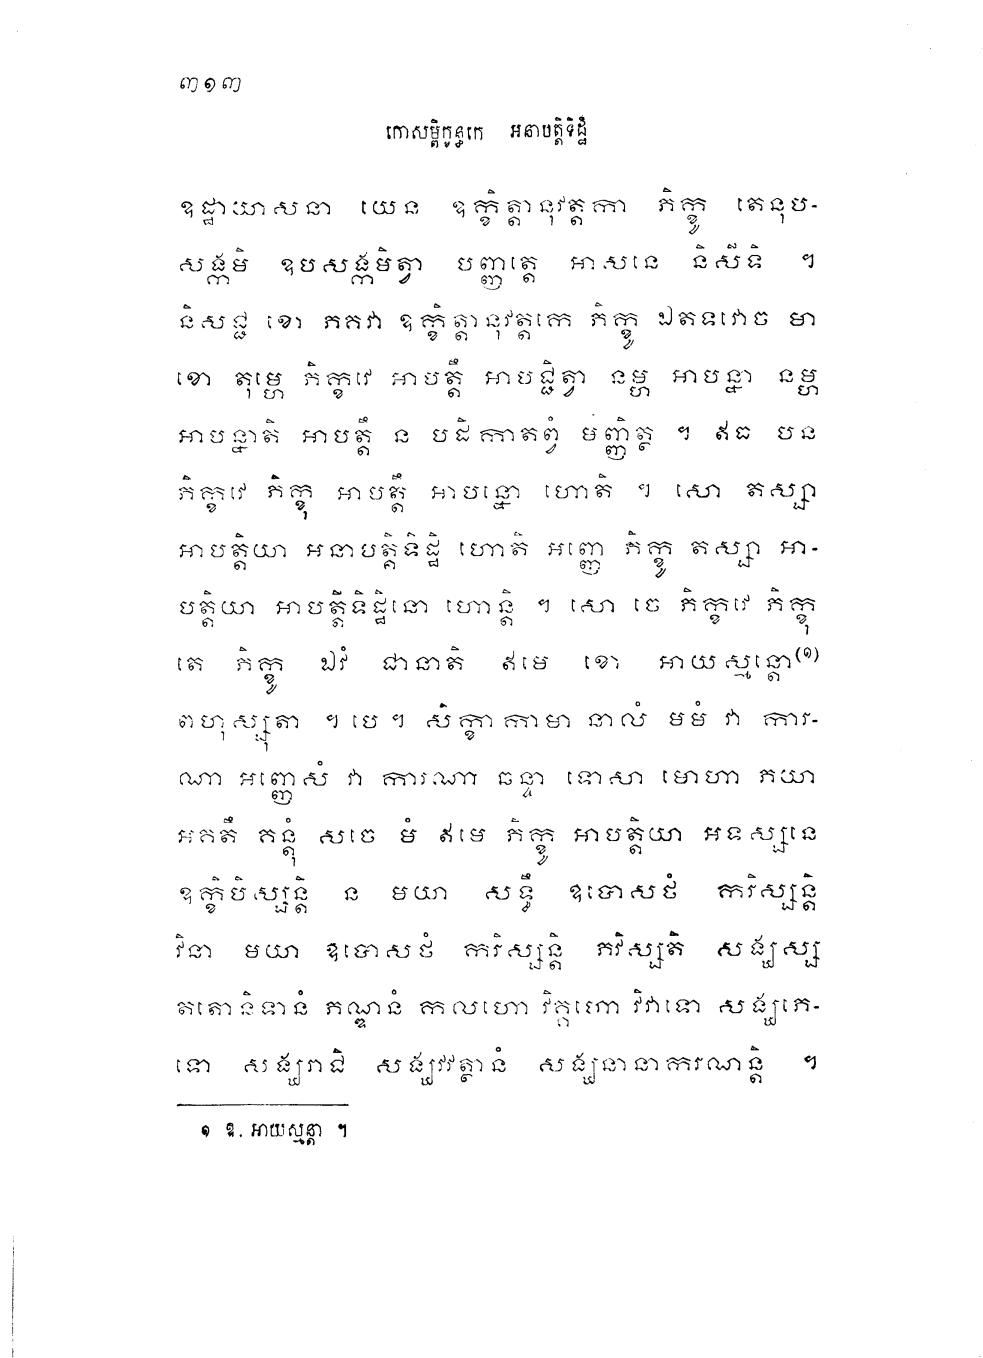 ៣១៣
កោសម្ពិក្ខន្ធកេ អនាបត្តិទិដ្ឋិ
ឧដ្ឋាយាសនា យេន ឧក្ខិត្តានុវត្តកា ភិក្ខូ តេនុប-
សង្កមិ ឧបសង្កមិត្វា បញ្ញត្តេ អាសនេ និសីទិ ។
និសជ្ជ ខោ ភគវា ឧក្ខិត្តានុវត្តកេ ភិក្ខូ ឯតទវោច មា
ខោ តុម្ហេ ភិក្ខវេ អាបត្តឹ អាបជ្ជិត្វា នម្ហ អាបន្នា នម្ហ
អាបន្នាតិ អាបត្តឹ ន បដិកាតព្វំ មញ្ញិត្ថ ។ ឥធ បន
ភិក្ខវេ ភិក្ខុ អាបត្តឹ អាបន្នោ ហោតិ ។ សោ តស្សា
អាបត្តិយា អនាបត្តិទិដ្ឋិ ហោតិ អញ្ញេ ភិក្ខូ តស្សា អា-
បត្តិយា អាបត្តិទិដ្ឋិនោ ហោន្តិ ។ សោ ចេ ភិក្ខវេ ភិក្ខុ
តេ ភិក្ខូ ឯវំ ជានាតិ ឥមេ ខោ អាយស្មន្តោ(១)
ពហុស្សុតា ។ បេ ។ សិក្ខាកាមា នាលំ មមំ វា ការ-
ណា អញ្ញេសំ វា ការណា ឆន្ទា ទោសា មោហា ភយា
អគតឹ គន្តុំ សចេ មំ ឥមេ ភិក្ខូ អាបត្តិយា អទស្សនេ
ឧក្ខិបិស្សន្តិ ន មយា សទ្ធឹ ឧបោសថំ ករិស្សន្តិ
វិនា មយា ឧបោសថំ ករិស្សន្តិ ភវិស្សតិ សង្ឃស្ស
តតោនិទានំ ភណ្ឌនំ កលហោ វិគ្គហោ វិវាទោ សង្ឃភេ-
ទោ សង្ឃរាជិ សង្ឃវវត្ថានំ សង្ឃនានាករណន្តិ ។
១ ឱ. អាយស្មន្តា ។